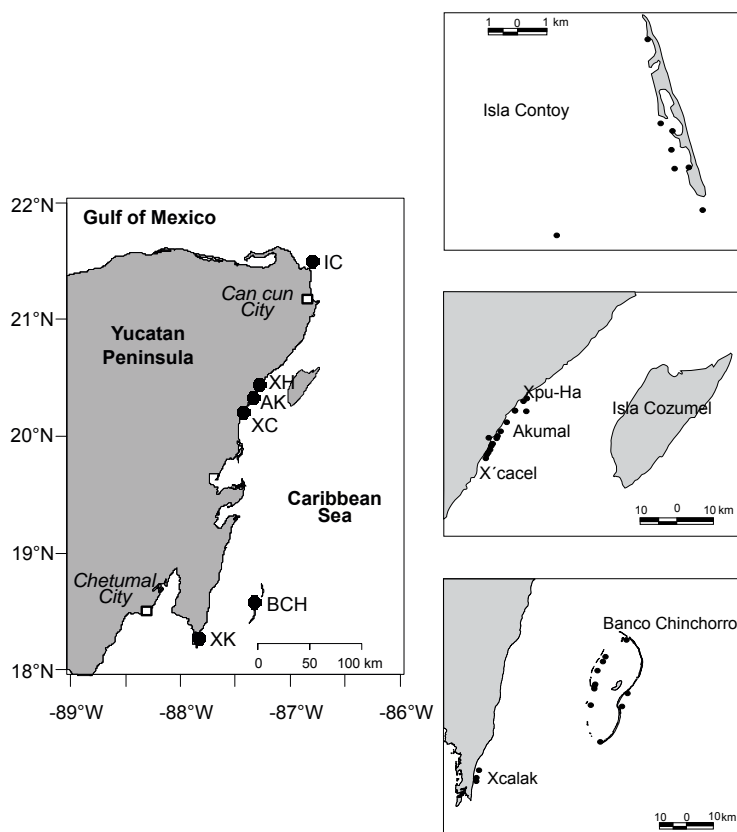 22°N
21°N
20°N
19°N
18°N
-89°W
-88°W
-87°W
-86°W
Gulf of Mexico
IC
Can cun
City
Yucatan
Peninsula
XH
AK
XC
Caribbean
Sea
Chetumal
City
BCH
XK
0 50 100 km
1 0 1 km
Isla Contoy
Xpu-Ha
Isla Cozumel
Akumal
X´cacel
10 0 10 km
Banco Chinchorro
Xcalak
10 0 10km